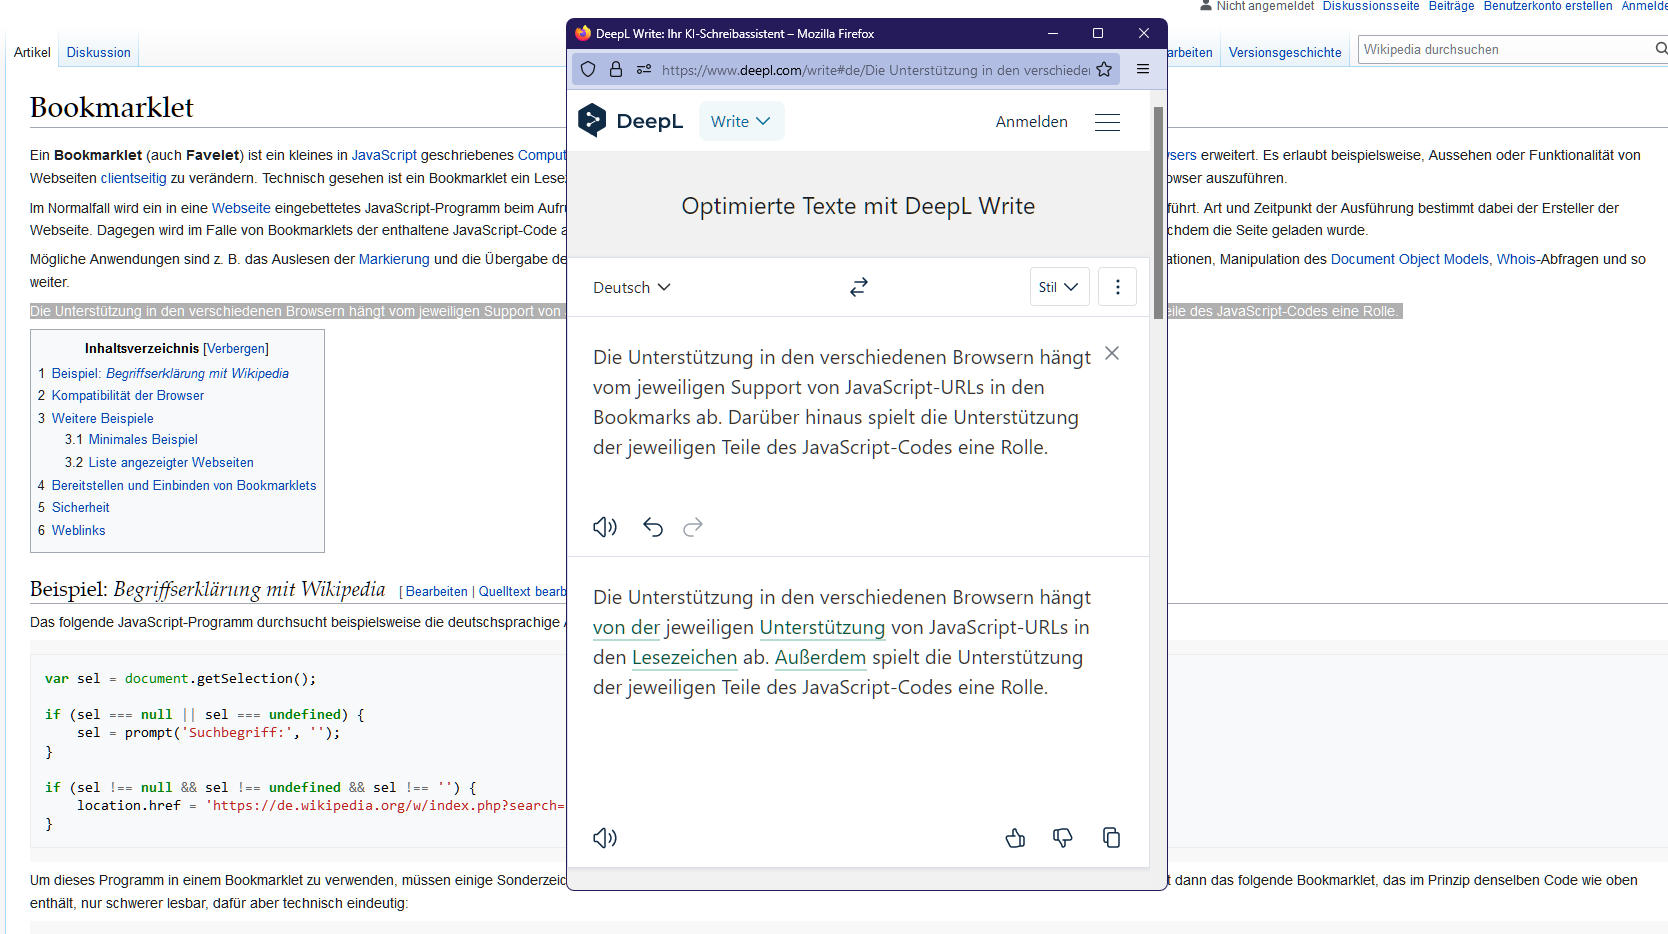 Nicht angemeldet Diskussionsseite Beiträge Benutzerkonto erstellen
Artikel Diskussion
Versionsgeschichte
Wikipedia durchsuchen
Bookmarklet
Ein Bookmarklet (auch Favelet) ist ein kleines in JavaScript geschriebenes
erweitert. Es erlaubt beispielsweise, Aussehen oder Funktionalität von
Webseiten clientseitig zu verändern. Technisch gesehen ist ein Bookmarklet ein
auszuführen.
Im Normalfall wird ein in eine Webseite eingebettetes JavaScript-Programm beim
Art und Zeitpunkt der Ausführung bestimmt dabei der Ersteller der
Webseite. Dagegen wird im Falle von Bookmarklets der enthaltene JavaScript-Code
die Seite geladen wurde.
Mögliche Anwendungen sind z. B. das Auslesen der Markierung und die Übergabe
Manipulation des Document Object Models, Whois-Abfragen und so
weiter.
Die Unterstützung in den verschiedenen Browsern hängt vom jeweiligen Support von
des JavaScript-Codes eine Rolle.
Inhaltsverzeichnis [Verbergen]
1 Beispiel: Begriffserklärung mit Wikipedia
2 Kompatibilität der Browser
3 Weitere Beispiele
3.1 Minimales Beispiel
3.2 Liste angezeigter Webseiten
4 Bereitstellen und Einbinden von Bookmarklets
5 Sicherheit
6 Weblinks
Beispiel: Begriffserklärung mit Wikipedia [ Bearbeiten | Quelltext
Das folgende JavaScript-Programm durchsucht beispielsweise die deutschsprachige
var sel = document.getSelection();
if (sel === null || sel === undefined) {
sel = prompt('Suchbegriff:', '');
}
if (sel !== null && sel !== undefined && sel !== '') {
location.href = 'https://de.wikipedia.org/w/index.php?search=
}
Um dieses Programm in einem Bookmarklet zu verwenden, müssen einige
dann das folgende Bookmarklet, das im Prinzip denselben Code wie oben
enthält, nur schwerer lesbar, dafür aber technisch eindeutig:
DeepL Write: Ihr KI-Schreibassistent – Mozilla Firefox
https://www.deepl.com/write#de/Die Unterstützung in den
DeepL Write Anmelden
Optimierte Texte mit DeepL Write
Deutsch Stil
Die Unterstützung in den verschiedenen Browsern hängt
vom jeweiligen Support von JavaScript-URLs in den
Bookmarks ab. Darüber hinaus spielt die Unterstützung
der jeweiligen Teile des JavaScript-Codes eine Rolle.
Die Unterstützung in den verschiedenen Browsern hängt
von der jeweiligen Unterstützung von JavaScript-URLs in
den Lesezeichen ab. Außerdem spielt die Unterstützung
der jeweiligen Teile des JavaScript-Codes eine Rolle.